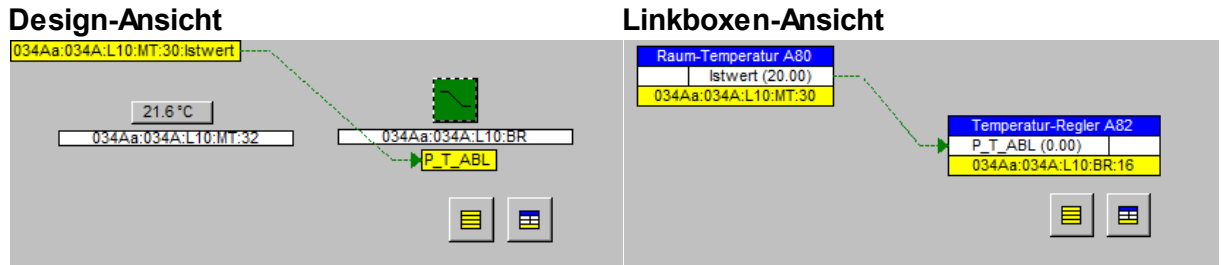 Design-Ansicht
034Aa:034A:L10:MT:30:Istwert
21.6 °C
034Aa:034A:L10:MT:32
034Aa:034A:L10:BR
P_T_ABL
Linkboxen-Ansicht
Raum-Temperatur A80
Istwert (20.00)
034Aa:034A:L10:MT:30
Temperatur-Regler A82
P_T_ABL (0.00)
034Aa:034A:L10:BR:16